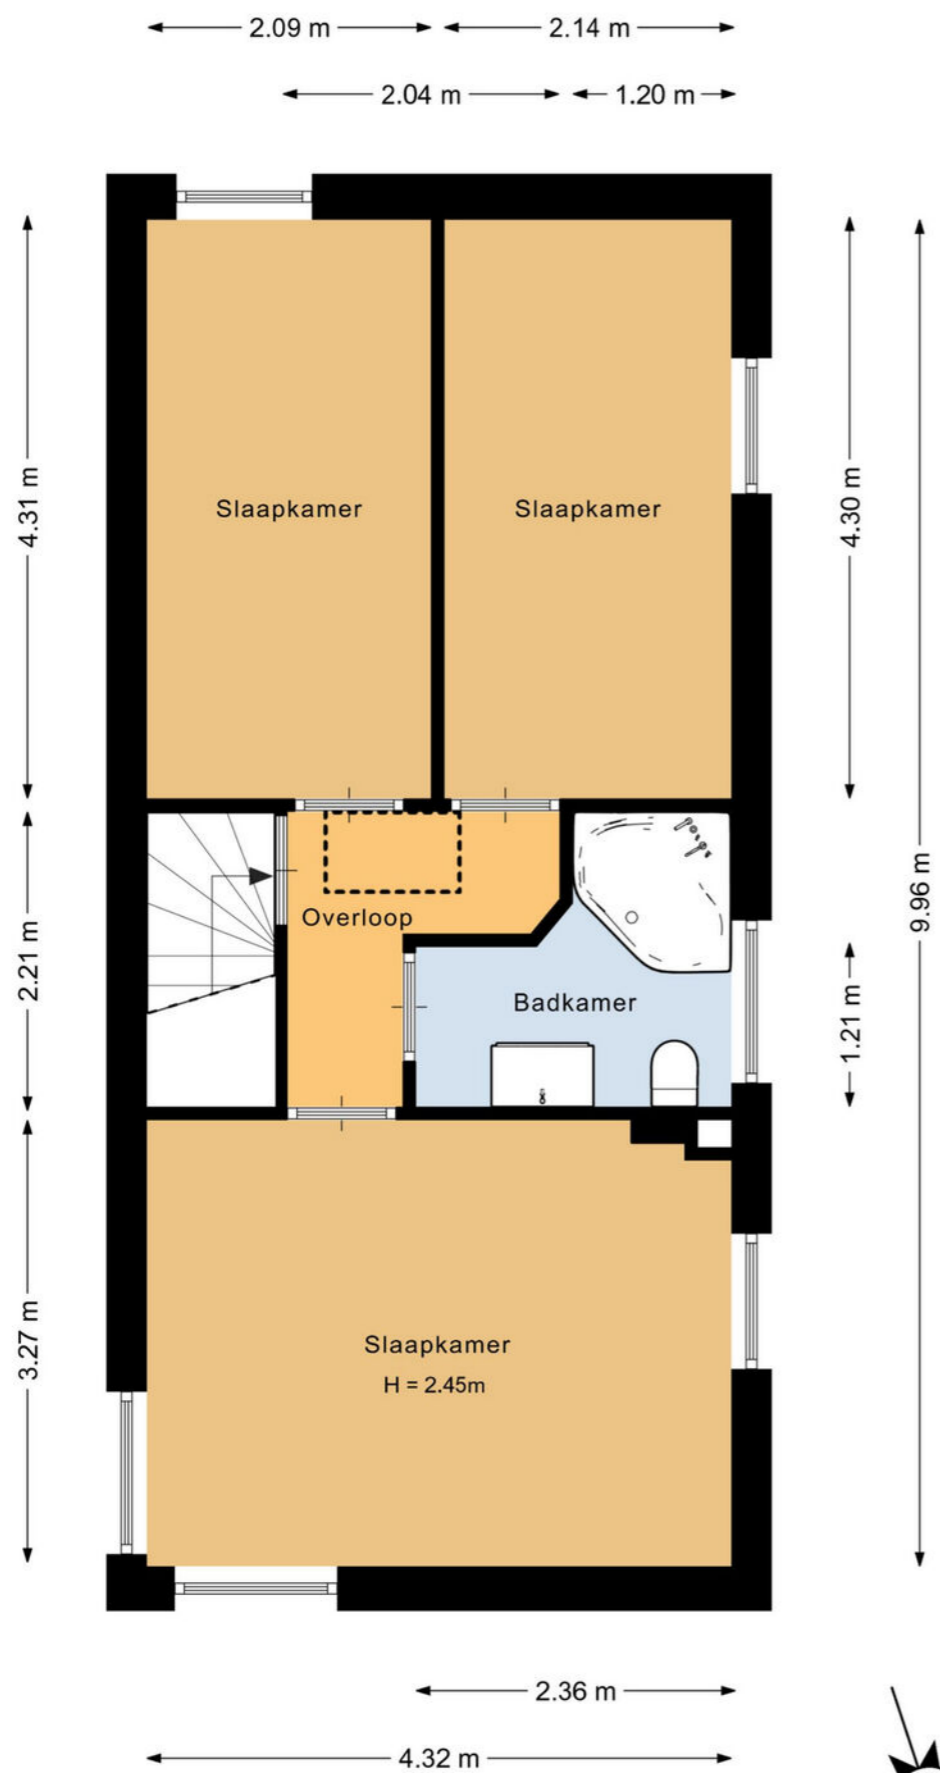 2.09 m
2.14 m
2.04 m
1.20 m
4.31 m
Slaapkamer
Slaapkamer
4.30 m
9.96 m
Overloop
2.21 m
Badkamer
1.21 m
3.27 m
Slaapkamer
H = 2.45m
2.36 m
4.32 m